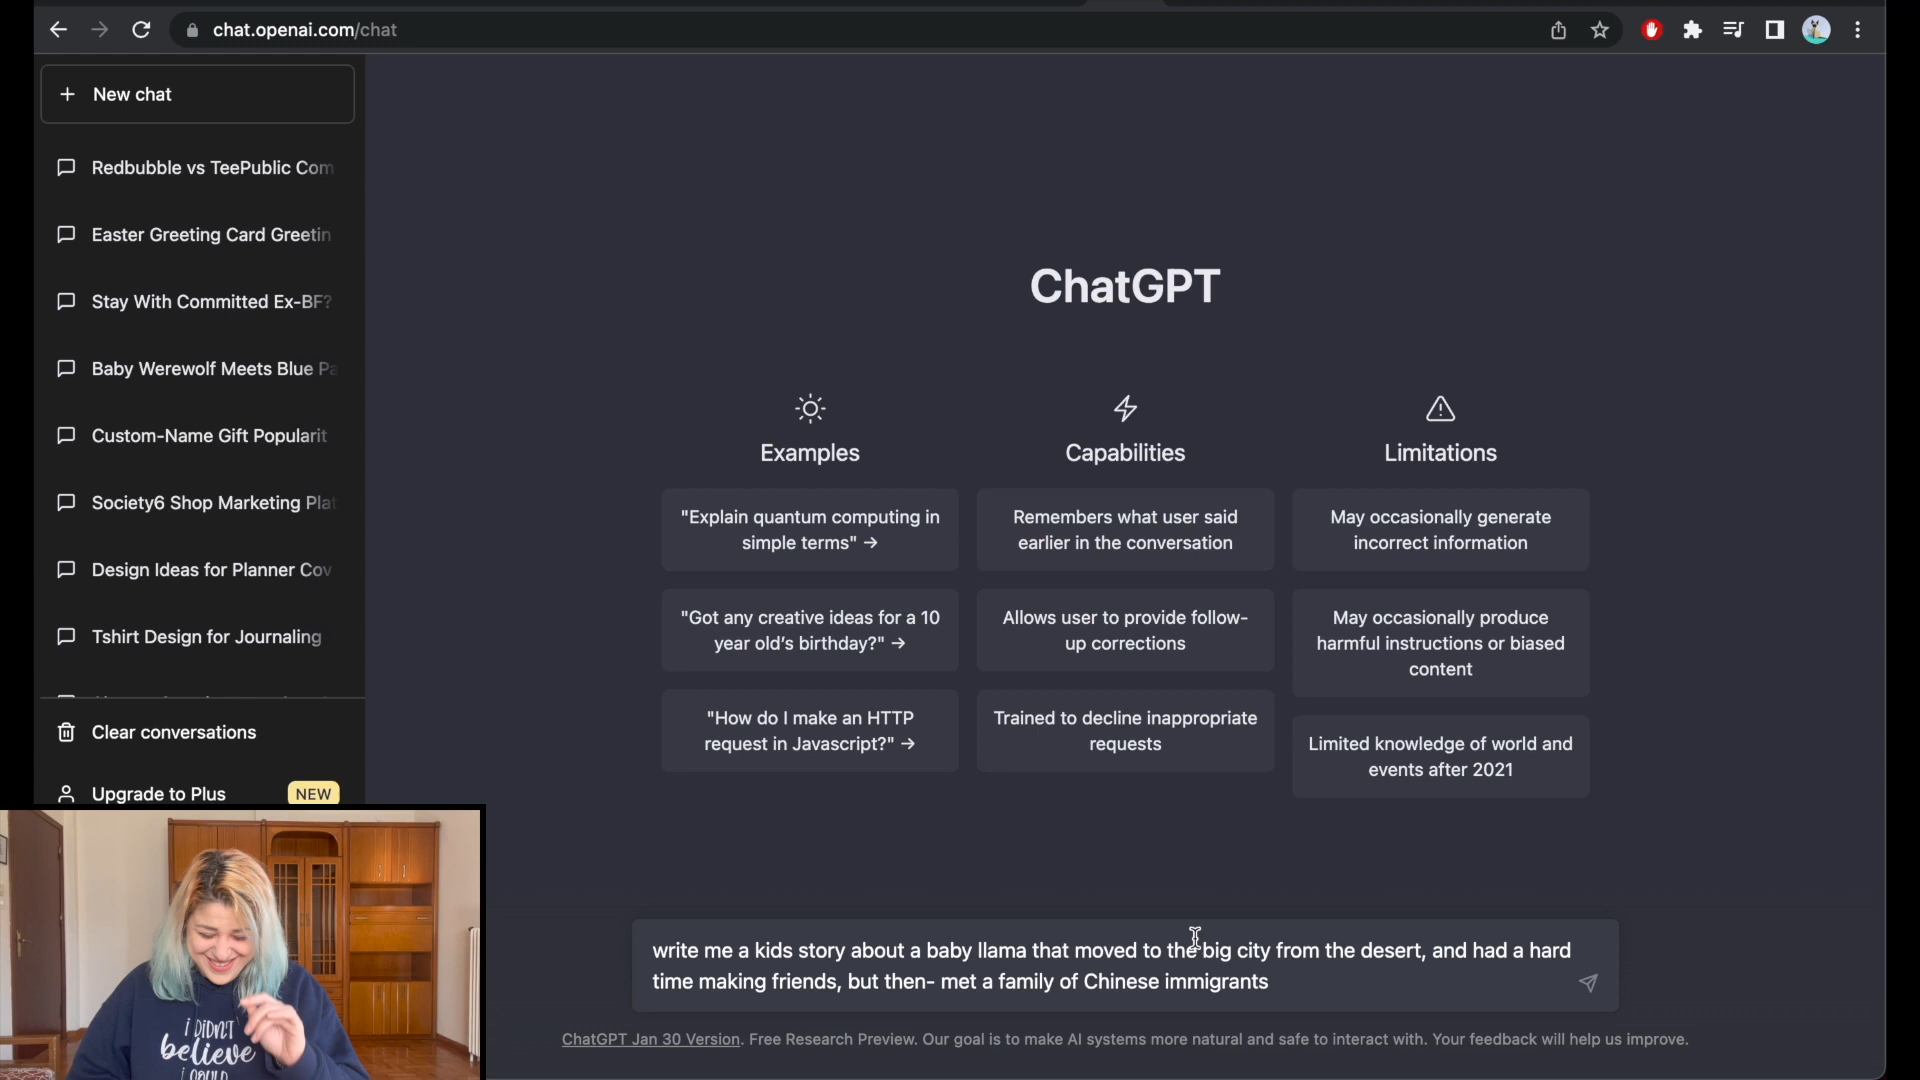 chat.openai.com/chat
New chat
Redbubble vs TeePublic Com
Easter Greeting Card Greetin
Stay With Committed Ex-BF?
Baby Werewolf Meets Blue Pa
Custom-Name Gift Popularit
Society6 Shop Marketing Plat
Design Ideas for Planner Cov
Tshirt Design for Journaling
Clear conversations
Upgrade to Plus NEW
ChatGPT
Examples
"Explain quantum computing in
simple terms" →
"Got any creative ideas for a 10
year old's birthday?" →
"How do I make an HTTP
request in Javascript?" →
Capabilities
Remembers what user said
earlier in the conversation
Allows user to provide follow-
up corrections
Trained to decline inappropriate
requests
Limitations
May occasionally generate
incorrect information
May occasionally produce
harmful instructions or biased
content
Limited knowledge of world and
events after 2021
write me a kids story about a baby llama that moved to the big city from the desert, and had a hard
time making friends, but then- met a family of Chinese immigrants
ChatGPT Jan 30 Version. Free Research Preview. Our goal is to make AI systems more natural and safe to interact with. Your feedback will help us improve.
i DiDN'T
believe
i COULD